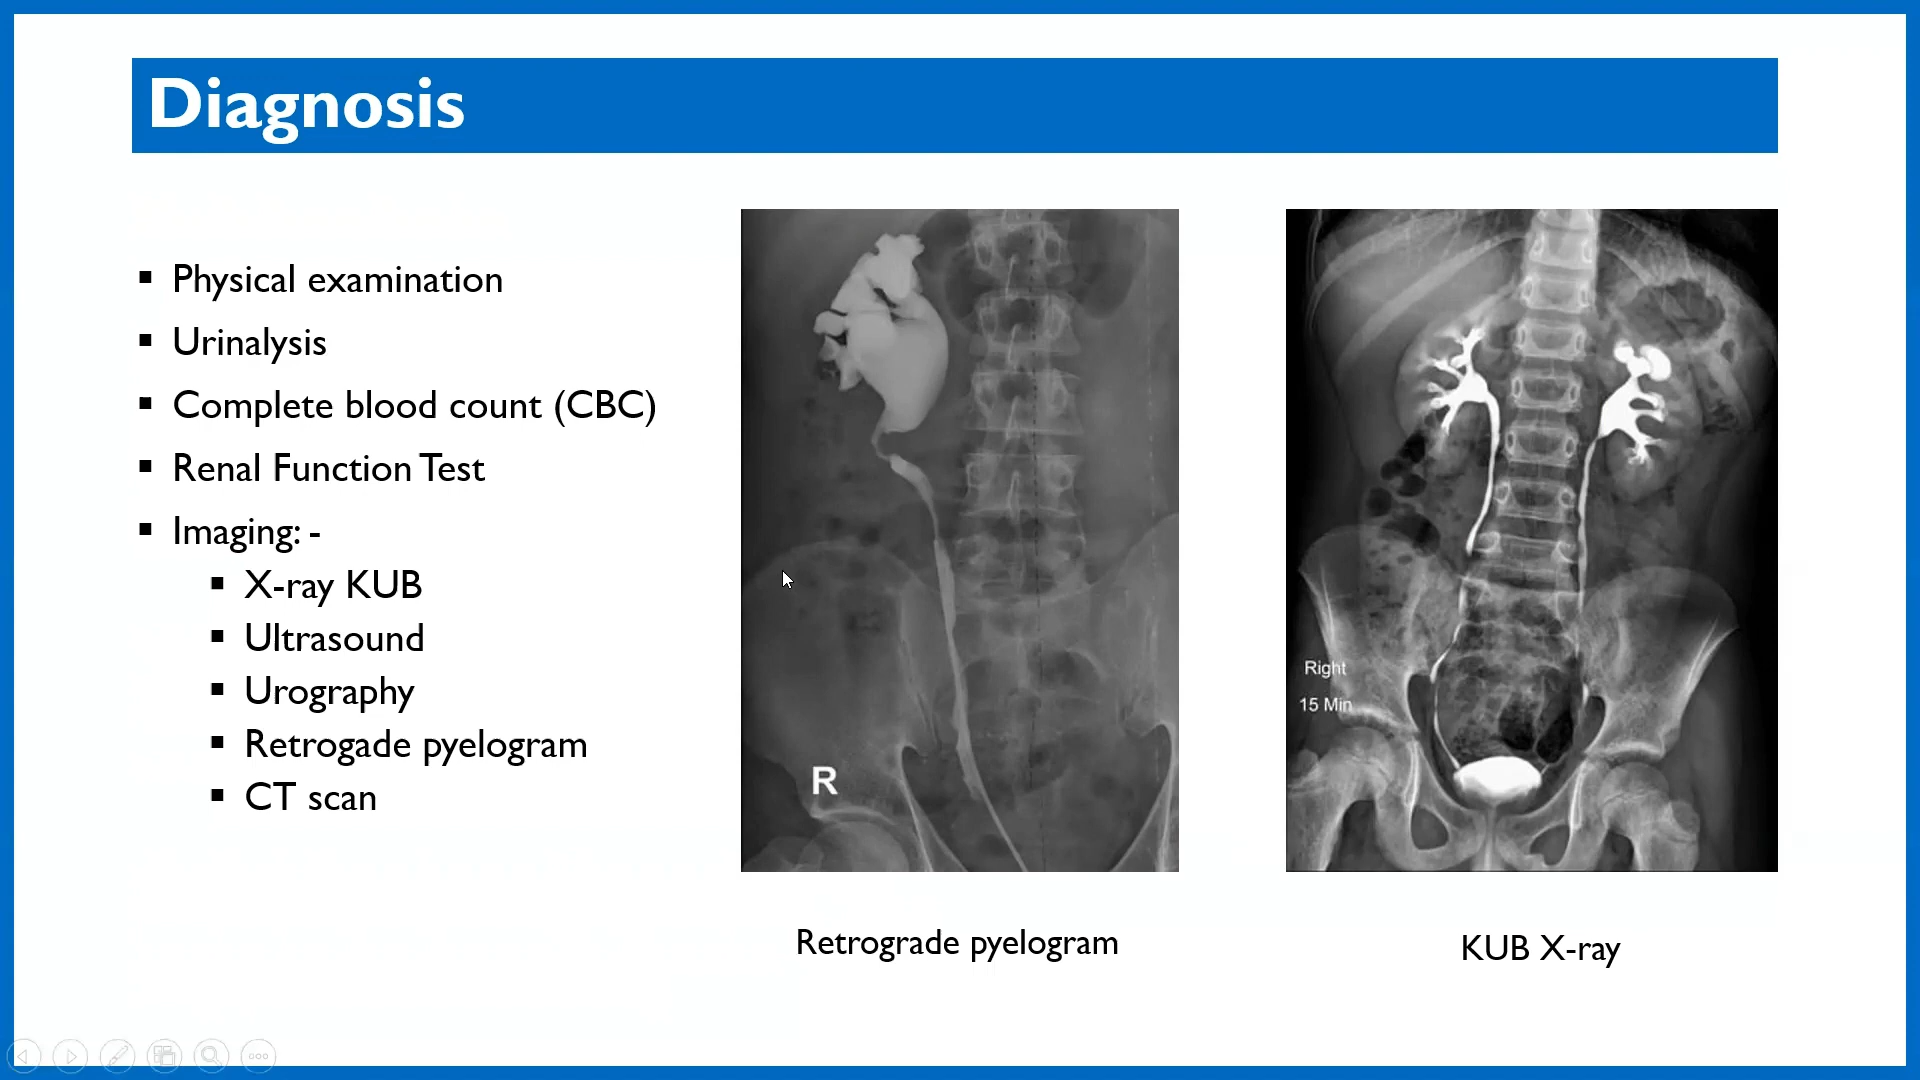 Diagnosis
Physical examination
Urinalysis
Complete blood count (CBC)
Renal Function Test
Imaging: -
X-ray KUB
Ultrasound
Urography
Retrogade pyelogram
CT scan
R
Retrograde pyelogram
Right
15 Min
KUB X-ray